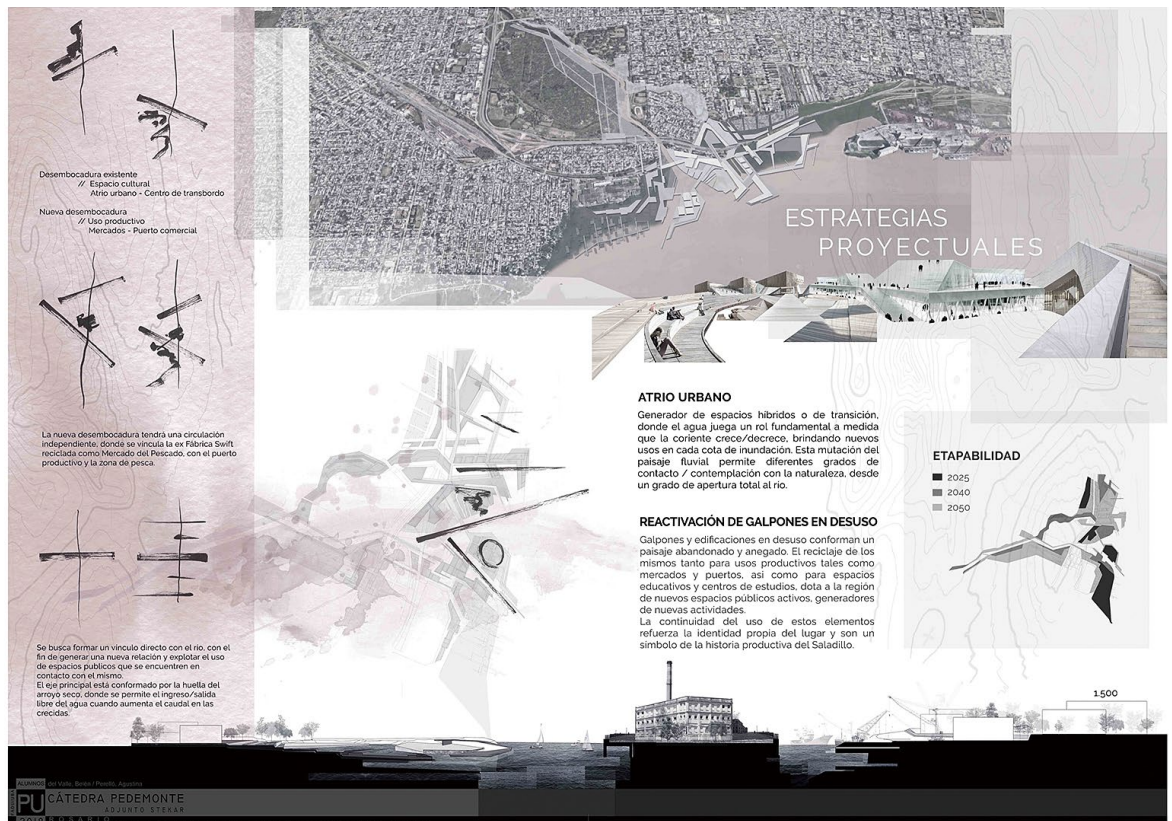 Desembocadura existente
// Espacio cultural
Atrio urbano - Centro de transbordo
Nueva desembocadura
// Uso productivo
Mercados - Puerto comercial
La nueva desembocadura tendrá una circulación
independiente, donde se vincula la ex Fábrica Swift
reciclada como Mercado del Pescado, con el puerto
productivo y la zona de pesca.
Se busca formar un vínculo directo con el río, con el
fin de generar una nueva relación y explotar el uso
de espacios publicos que se encuentren en
contacto con el mismo.
El eje principal está conformado por la huella del
arroyo seco, donde se permite el ingreso/salida
libre del agua cuando aumenta el caudal en las
crecidas.
ESTRATEGIAS
PROYECTUALES
ATRIO URBANO
Generador de espacios híbridos o de transición,
donde el agua juega un rol fundamental a medida
que la coriente crece/decrece, brindando nuevos
usos en cada cota de inundación. Esta mutación del
paisaje fluvial permite diferentes grados de
contacto / contemplación con la naturaleza, desde
un grado de apertura total al río.
REACTIVACIÓN DE GALPONES EN DESUSO
Galpones y edificaciones en desuso conforman un
paisaje abandonado y anegado. El reciclaje de los
mismos tanto para usos productivos tales como
mercados y puertos, asi como para espacios
educativos y centros de estudios, dota a la región
de nuevos espacios públicos activos, generadores
de nuevas actividades.
La continuidad del uso de estos elementos
refuerza la identidad propia del lugar y son un
símbolo de la historia productiva del Saladillo.
ETAPABILIDAD
2025
2040
2050
1:500
ALUMNOS del Valle, Belén / Pinelli, Agustina
PU CÁTEDRA PEDEMONTE
ADJUNTO STEKAR
2019 ROSARIO